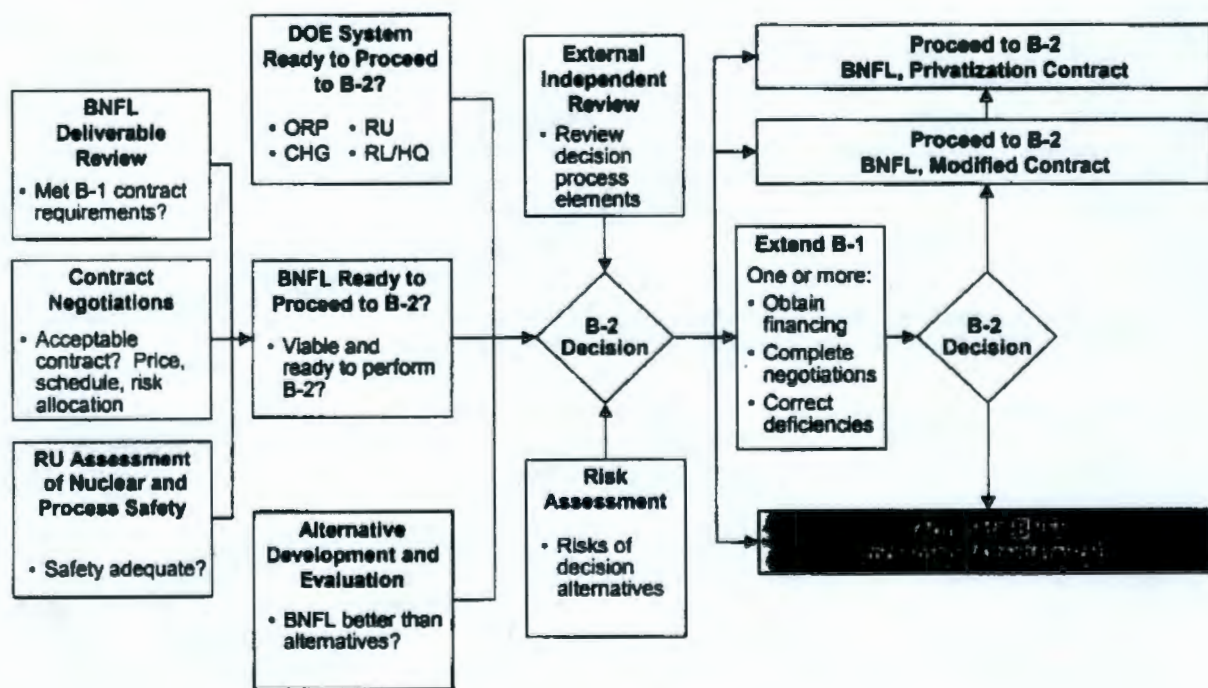 BNFL
Deliverable
Review
• Met B-1 contract
requirements?
Contract
Negotiations
• Acceptable
contract? Price,
schedule, risk
allocation
RU Assessment
of Nuclear and
Process Safety
• Safety adequate?
DOE System
Ready to Proceed
to B-2?
• ORP • RU
• CHG • RL/HQ
BNFL Ready to
Proceed to B-2?
• Viable and
ready to perform
B-2?
Alternative
Development and
Evaluation
• BNFL better than
alternatives?
External
Independent
Review
• Review
decision
process
elements
B-2
Decision
Risk
Assessment
• Risks of
decision
alternatives
Proceed to B-2
BNFL, Privatization Contract
Proceed to B-2
BNFL, Modified Contract
Extend B-1
One or more:
• Obtain
financing
• Complete
negotiations
• Correct
deficiencies
B-2
Decision